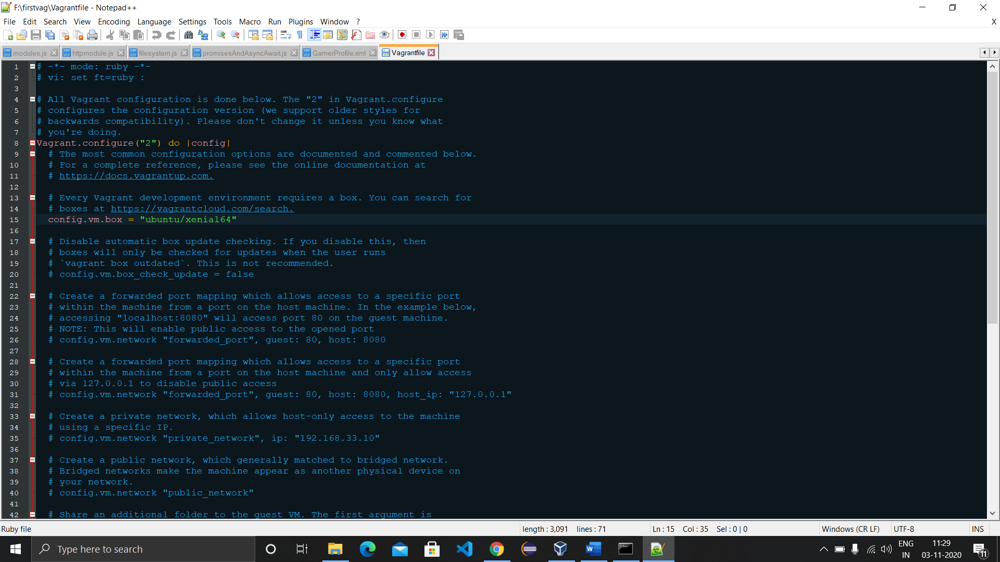 F:\firstvag\Vagrantfile - Notepad++
File Edit Search View Encoding Language Settings Tools Macro Run Plugins Window ? X
modules.js httpmodule.js filesystem.js promisesAndAsyncAwait.js GamerProfile.xml Vagrantfile
1 # -*- mode: ruby -*-
2 # vi: set ft=ruby :
3
4 # All Vagrant configuration is done below. The "2" in Vagrant.configure
5 # configures the configuration version (we support older styles for
6 # backwards compatibility). Please don't change it unless you know what
7 # you're doing.
8 Vagrant.configure("2") do |config|
9 # The most common configuration options are documented and commented below.
10 # For a complete reference, please see the online documentation at
11 # https://docs.vagrantup.com.
12
13 # Every Vagrant development environment requires a box. You can search for
14 # boxes at https://vagrantcloud.com/search.
15 config.vm.box = "ubuntu/xenial64"
16
17 # Disable automatic box update checking. If you disable this, then
18 # boxes will only be checked for updates when the user runs
19 # `vagrant box outdated`. This is not recommended.
20 # config.vm.box_check_update = false
21
22 # Create a forwarded port mapping which allows access to a specific port
23 # within the machine from a port on the host machine. In the example below,
24 # accessing "localhost:8080" will access port 80 on the guest machine.
25 # NOTE: This will enable public access to the opened port
26 # config.vm.network "forwarded_port", guest: 80, host: 8080
27
28 # Create a forwarded port mapping which allows access to a specific port
29 # within the machine from a port on the host machine and only allow access
30 # via 127.0.0.1 to disable public access
31 # config.vm.network "forwarded_port", guest: 80, host: 8080, host_ip: "127.0.0.1"
32
33 # Create a private network, which allows host-only access to the machine
34 # using a specific IP.
35 # config.vm.network "private_network", ip: "192.168.33.10"
36
37 # Create a public network, which generally matched to bridged network.
38 # Bridged networks make the machine appear as another physical device on
39 # your network.
40 # config.vm.network "public_network"
41
42 # Share an additional folder to the guest VM. The first argument is
Ruby file length : 3,091 lines : 71 Ln : 15 Col : 35 Sel : 0 | 0 Windows (CR LF) UTF-8 INS
Type here to search ENG 11:29
IN 03-11-2020 11